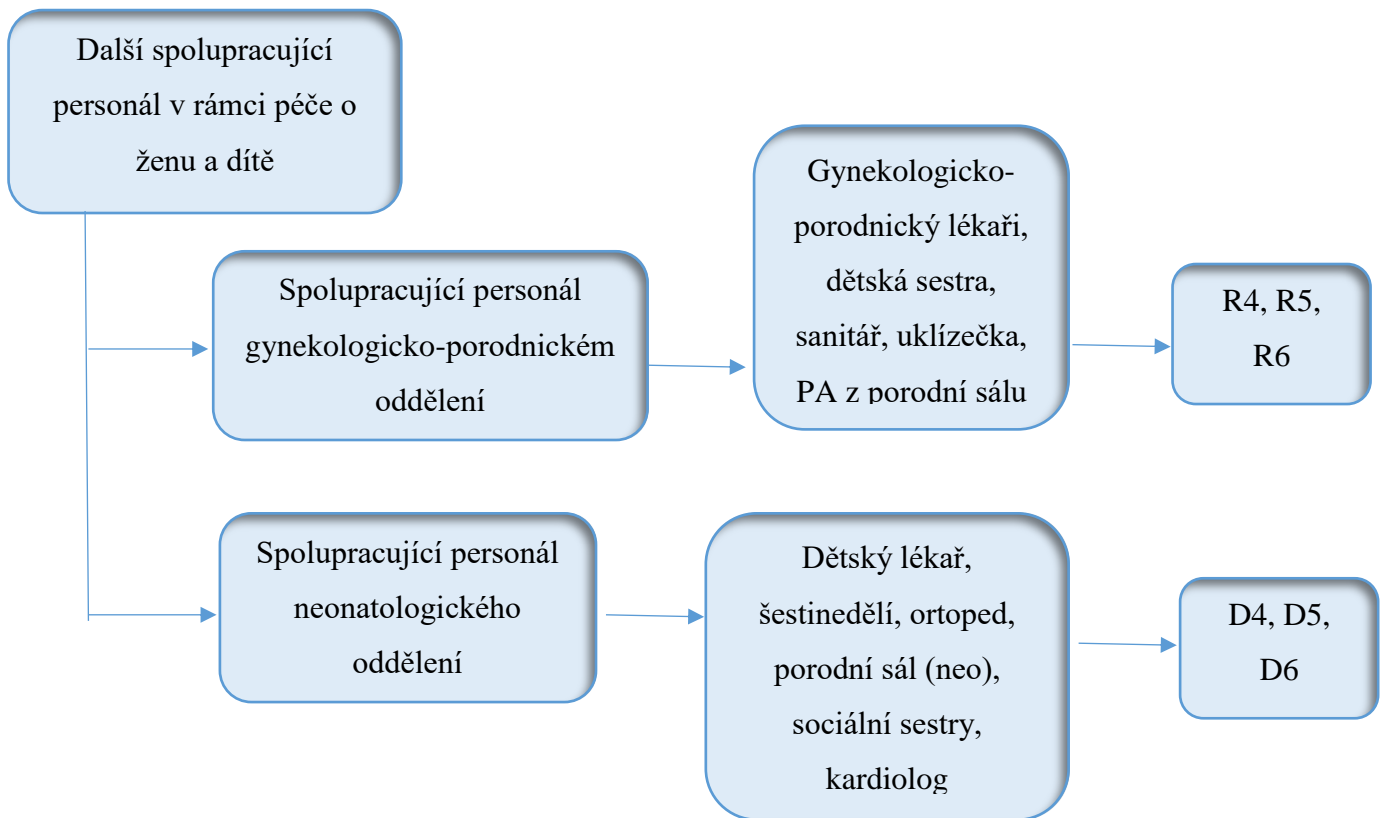 Další spolupracující
personál v rámci péče o
ženu a dítě
Spolupracující personál
gynekologicko-porodnickém
oddělení
Gynekologicko-
porodnický lékaři,
dětská sestra,
sanitář, uklízečka,
PA z porodní sálu
R4, R5,
R6
Spolupracující personál
neonatologického
oddělení
Dětský lékař,
šestinedělí, ortoped,
porodní sál (neo),
sociální sestry,
kardiolog
D4, D5,
D6